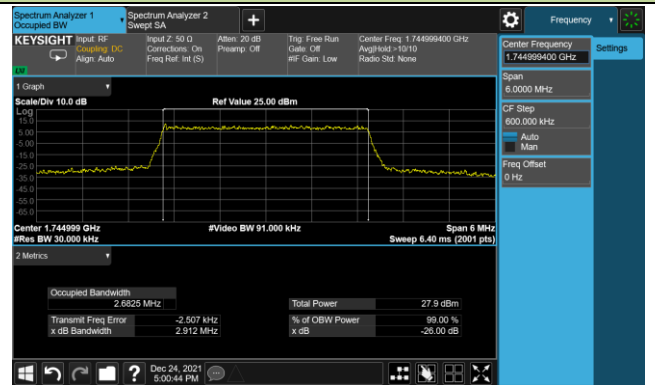 Spectrum Analyzer 1
Occupied BW
Spectrum Analyzer 2
Swept SA
Frequency
KEYSIGHT
Input: RF
Coupling: DC
Align: Auto
Input Z: 50 Ω
Corrections: On
Freq Ref: Int (S)
Atten: 20 dB
Preamp: Off
Trig: Free Run
Gate: Off
#IF Gain: Low
Center Freq: 1.744999400 GHz
Avg|Hold:>10/10
Radio Std: None
Center Frequency
1.744999400 GHz
Settings
Span
6.0000 MHz
CF Step
600.000 kHz
Auto
Man
Freq Offset
0 Hz
1 Graph
Scale/Div 10.0 dB
Ref Value 25.00 dBm
Log
15.0
5.00
-5.00
-15.0
-25.0
-35.0
-45.0
-55.0
-65.0
Center 1.744999 GHz
#Video BW 91.000 kHz
Span 6 MHz
#Res BW 30.000 kHz
Sweep 6.40 ms (2001 pts)
2 Metrics
Occupied Bandwidth
2.6825 MHz
Total Power 27.9 dBm
Transmit Freq Error -2.507 kHz
% of OBW Power 99.00 %
x dB Bandwidth 2.912 MHz
x dB -26.00 dB
Dec 24, 2021
5:00:44 PM